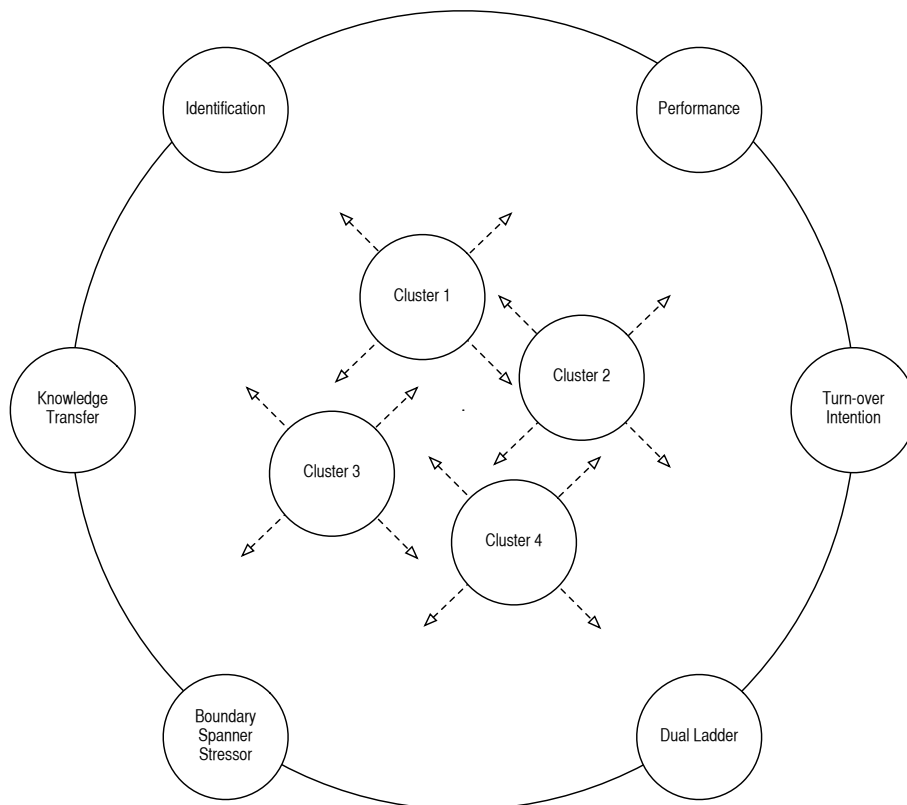 Identification
Performance
Cluster 1
Cluster 2
Knowledge
Transfer
Turn-over
Intention
Cluster 3
Cluster 4
Boundary
Spanner
Stressor
Dual Ladder